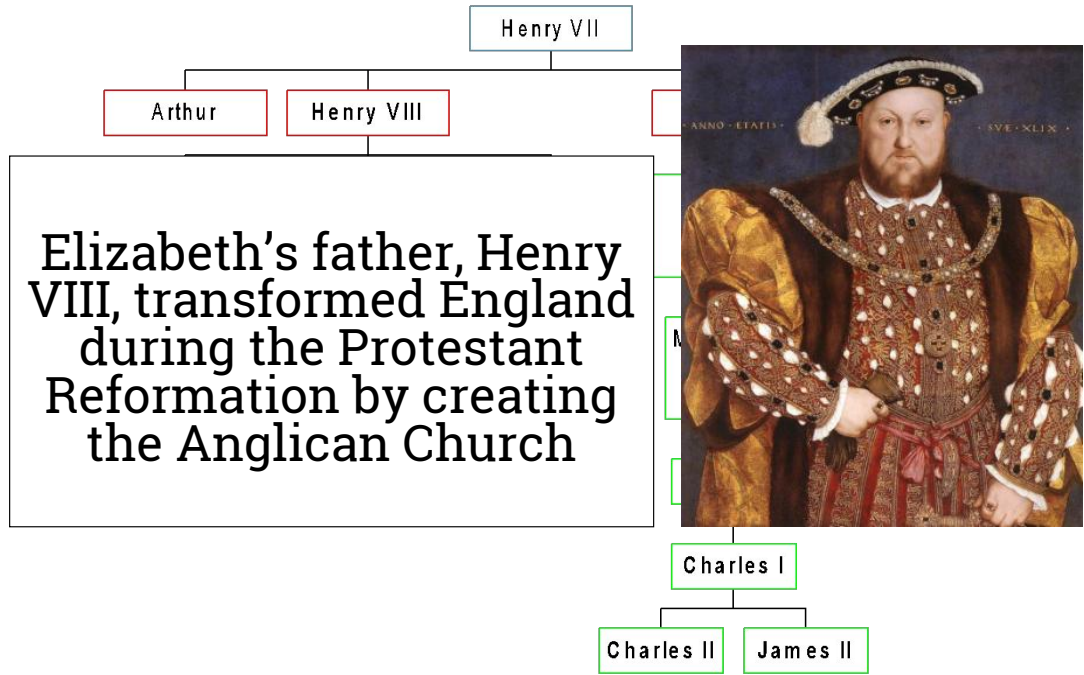 Henry VII
Arthur
Henry VIII
ANNO · ETATIS ·
· SVÆ · XLIX ·
Elizabeth’s father, Henry
VIII, transformed England
during the Protestant
Reformation by creating
the Anglican Church
Charles I
Charles II
James II